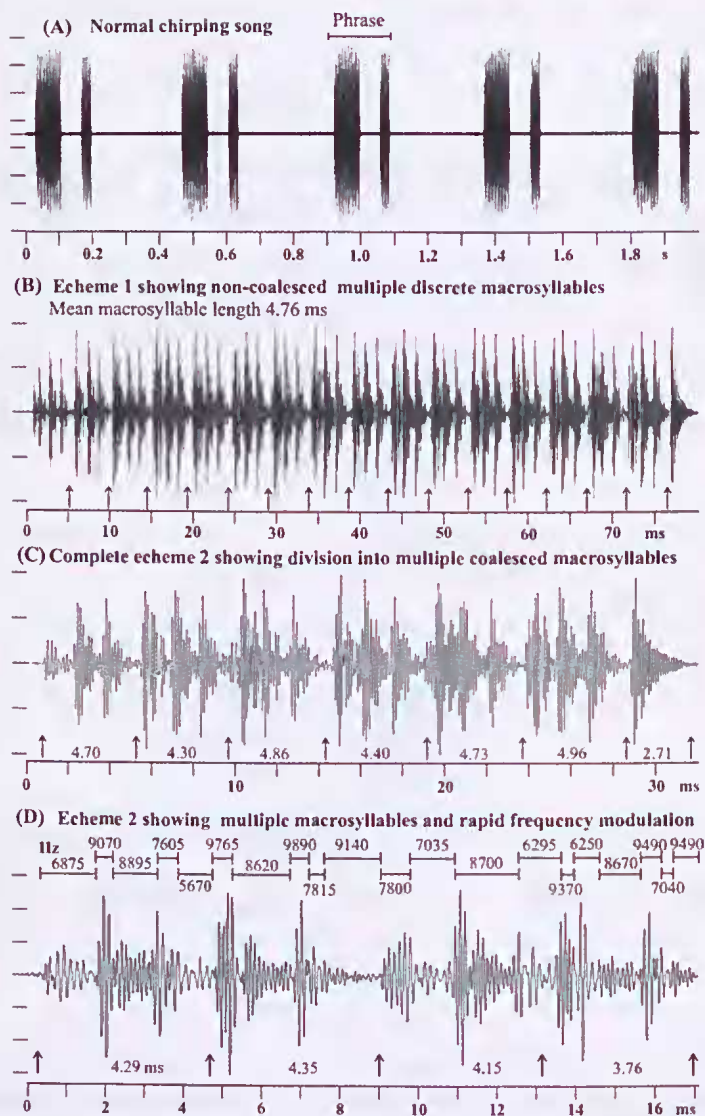 (A) Normal chirping song
Phrase
0 0.2 0.6 0.8 1.0 1.2 1.4 1.6 1.8 s
(B) Echeme 1 showing non-coalesced multiple discrete macrosyllables
Mean macrosyllable length 4.76 ms
0 10 20 30 40 50 60 70 ms
(C) Complete echeme 2 showing division into multiple coalesced macrosyllables
4.70 4.30 4.86 4.40 4.73 4.96 2.71
0 10 20 30 ms
(D) Echeme 2 showing multiple macrosyllables and rapid frequency modulation
Hz 9070 7605 9765 9890 9140 7035 6295 6250 9490 9490
6875 8895 5670 8620 7815 7800 8700 9370 8670 7040
4.29 ms 4.35 4.15 3.76
0 2 4 6 8 10 12 14 16 ms